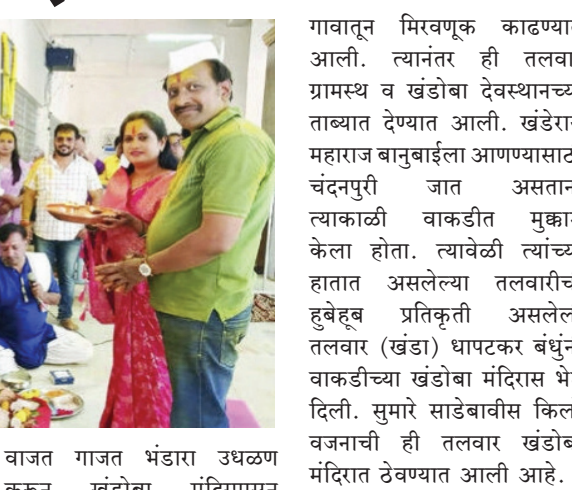 वाजत गाजत भंडारा उधळण
गावातून मिरवणूक काढण्या
आली. त्यानंतर ही तलवा
ग्रामस्थ व खंडोबा देवस्थानच्य
ताब्यात देण्यात आली. खंडेरा
महाराज बानुबाईला आणण्यासाठ
चंदनपुरी जात असतान
त्याकाळी वाकडीत मुक्का
केला होता. त्यावेळी त्यांच्य
हातात असलेल्या तलवारीच
हुबेहूब प्रतिकृती असलेल
तलवार (खंडा) धापटकर बंधुंन
वाकडीच्या खंडोबा मंदिरास भे
दिली. सुमारे साडेबावीस किल
वजनाची ही तलवार खंडोब
मंदिरात ठेवण्यात आली आहे.